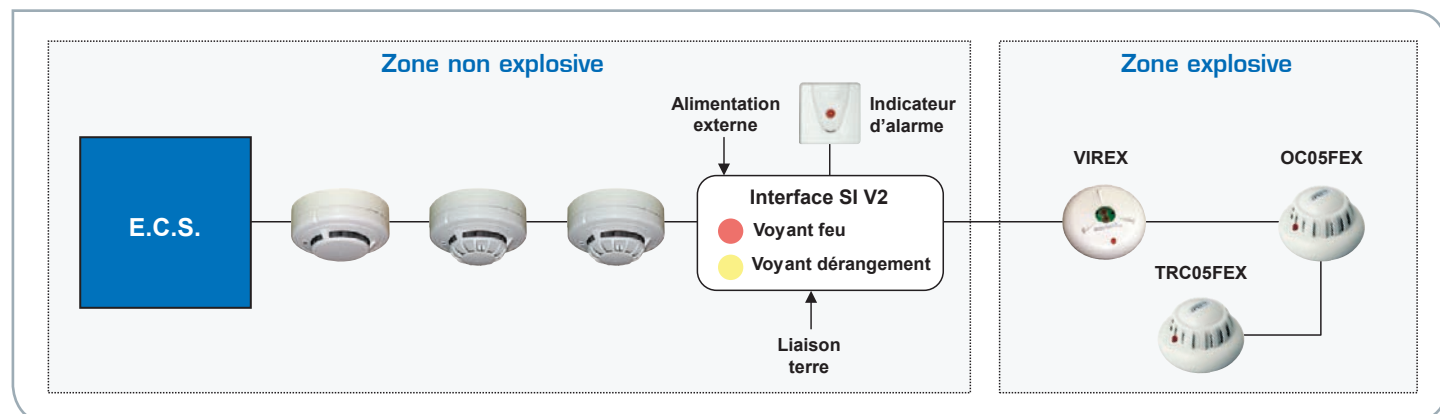 Zone non explosive
Zone explosive
Alimentation
externe
Indicateur
d'alarme
VIREX
OC05FEX
E.C.S.
Interface SI V2
Voyant feu
Voyant dérangement
TRC05FEX
Liaison
terre